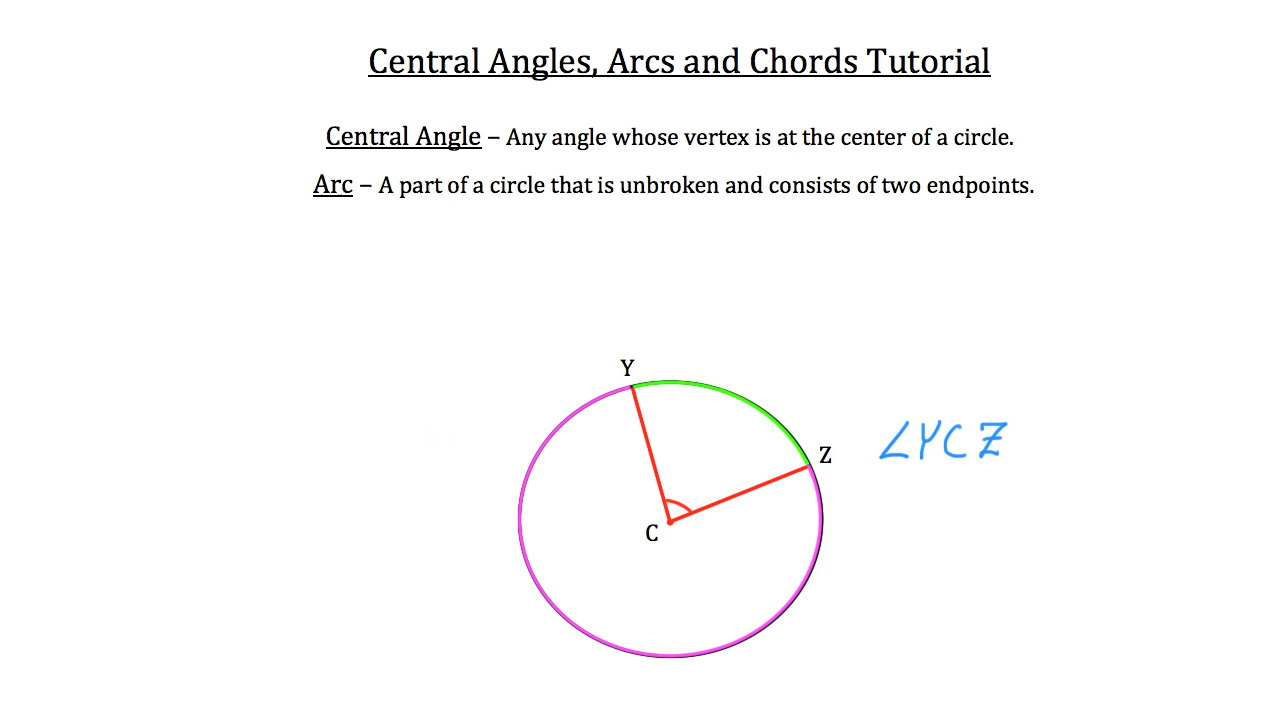 Central Angles, Arcs and Chords Tutorial
Central Angle – Any angle whose vertex is at the center of a circle.
Arc – A part of a circle that is unbroken and consists of two endpoints.
Y
Z
∠YCZ
C